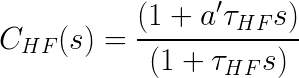 C_{HF}(s) = \frac{(1 + a'\tau_{HF}s)}{(1 + \tau_{HF}s)}